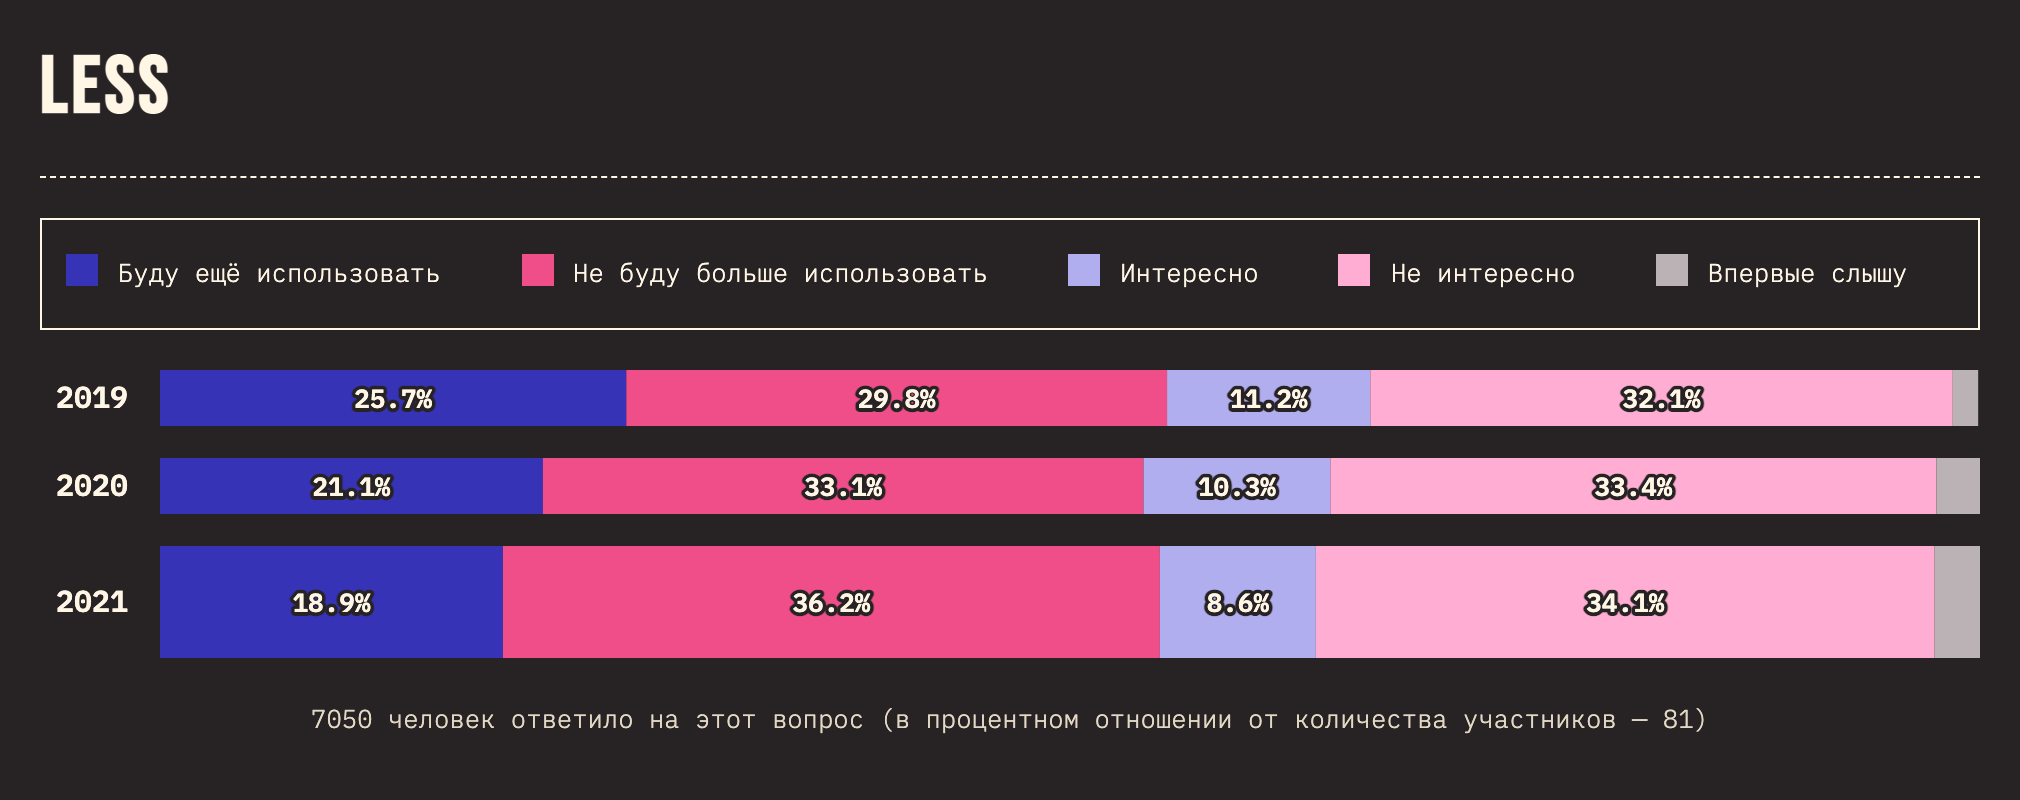 LESS
Буду ещё использовать Не буду больше использовать Интересно Не интересно Впервые слышу
2019 25.7% 29.8% 11.2% 32.1%
2020 21.1% 33.1% 10.3% 33.4%
2021 18.9% 36.2% 8.6% 34.1%
7050 человек ответило на этот вопрос (в процентном отношении от количества участников — 81)